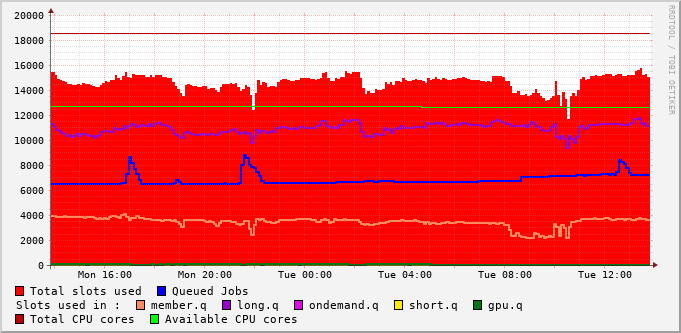 20000
18000
16000
14000
12000
10000
8000
6000
4000
2000
0
Mon 16:00 Mon 20:00 Tue 00:00 Tue 04:00 Tue 08:00 Tue 12:00
RRDTOOL / TOBI OETIKER
Total slots used Queued Jobs
Slots used in : member.q long.q ondemand.q short.q gpu.q
Total CPU cores Available CPU cores